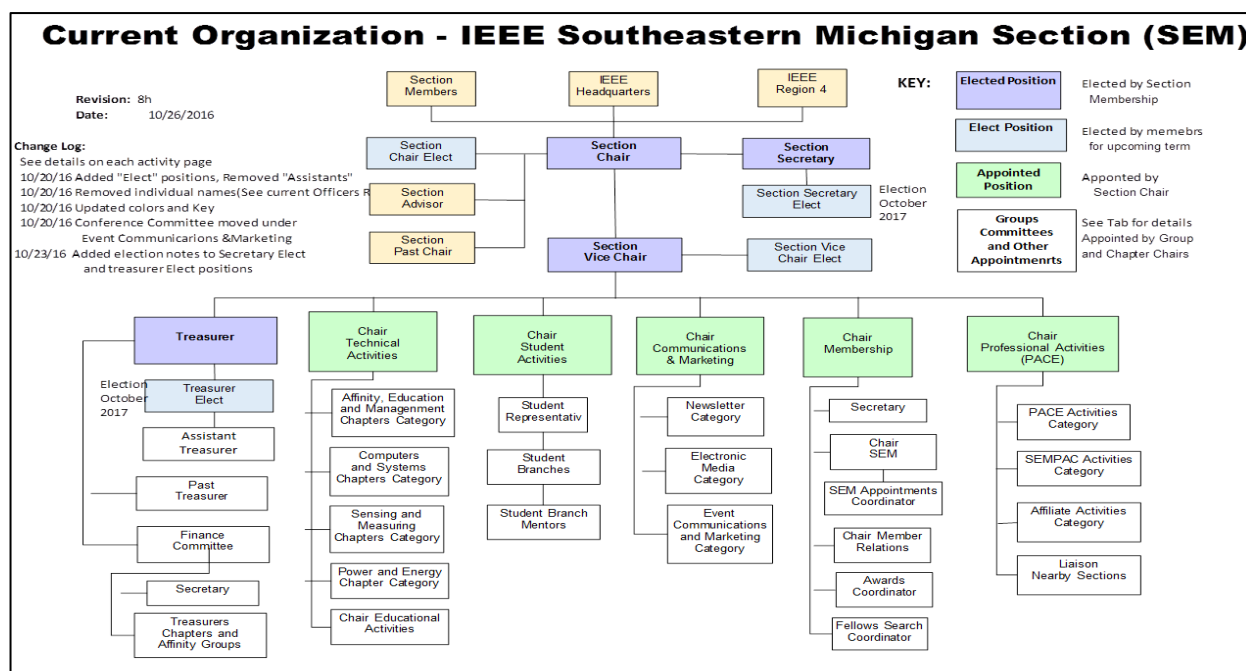 Current Organization - IEEE Southeastern Michigan Section (SEM)
Revision: 8h
Date: 10/26/2016
Change Log:
See details on each activity page
10/20/16 Added "Elect" positions, Removed "Assistants"
10/20/16 Removed individual names(See current Officers R
10/20/16 Updated colors and Key
10/20/16 Conference Committee moved under
Event Communicarions &Marketing
10/23/16 Added election notes to Secretary Elect
and treasurer Elect positions
Section
Members
IEEE
Headquarters
IEEE
Region 4
KEY:
Elected Position
Elected by Section
Membership
Elect Position
Elected by memebrs
for upcoming term
Appointed
Position
Apponted by
Section Chair
Groups
Committees
and Other
Appointmenrts
See Tab for details
Appointed by Group
and Chapter Chairs
Section
Chair Elect
Section
Chair
Section
Secretary
Section
Advisor
Section Secretary
Elect
Election
October
2017
Section
Past Chair
Section
Vice Chair
Section Vice
Chair Elect
Treasurer
Election
October
2017
Treasurer
Elect
Assistant
Treasurer
Past
Treasurer
Finance
Committee
Secretary
Treasurers
Chapters and
Affinity Groups
Chair
Technical
Activities
Affinity, Education
and Managenment
Chapters Category
Computers
and Systems
Chapters Category
Sensing and
Measuring
Chapters Category
Power and Energy
Chapter Category
Chair Educational
Activities
Chair
Student
Activities
Student
Representativ
Student
Branches
Student Branch
Mentors
Chair
Communications
& Marketing
Newsletter
Category
Electronic
Media
Category
Event
Communications
and Marketing
Category
Chair
Membership
Secretary
Chair
SEM
SEM Appointments
Coordinator
Chair Member
Relations
Awards
Coordinator
Fellows Search
Coordinator
Chair
Professional Activities
(PACE)
PACE Activities
Category
SEMPAC Activities
Category
Affiliate Activities
Category
Liaison
Nearby Sections